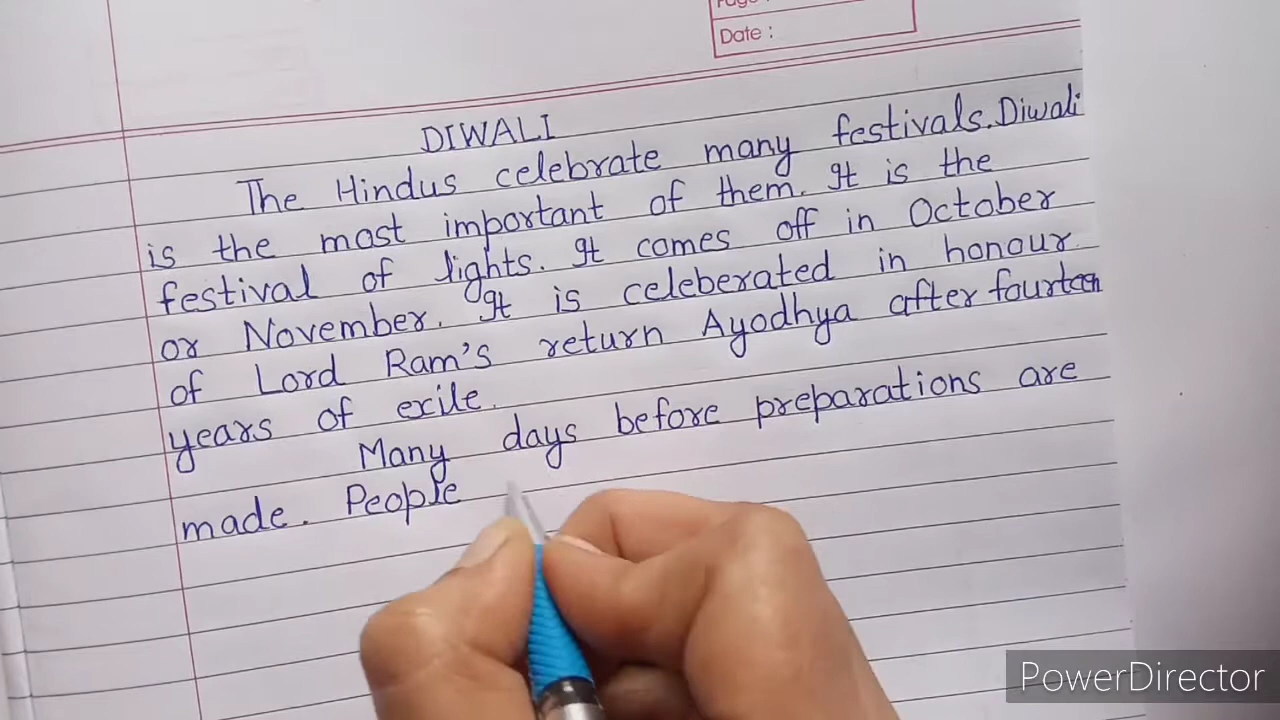 Date :
DIWALI
The Hindus celebrate many festivals. Diwali
is the most important of them. It is the
festival of lights. It comes off in October
or November. It is celeberated in honour
of Lord Ram's return Ayodhya after fourteen
years of exile.
Many days before preparations are
made. People
PowerDirector